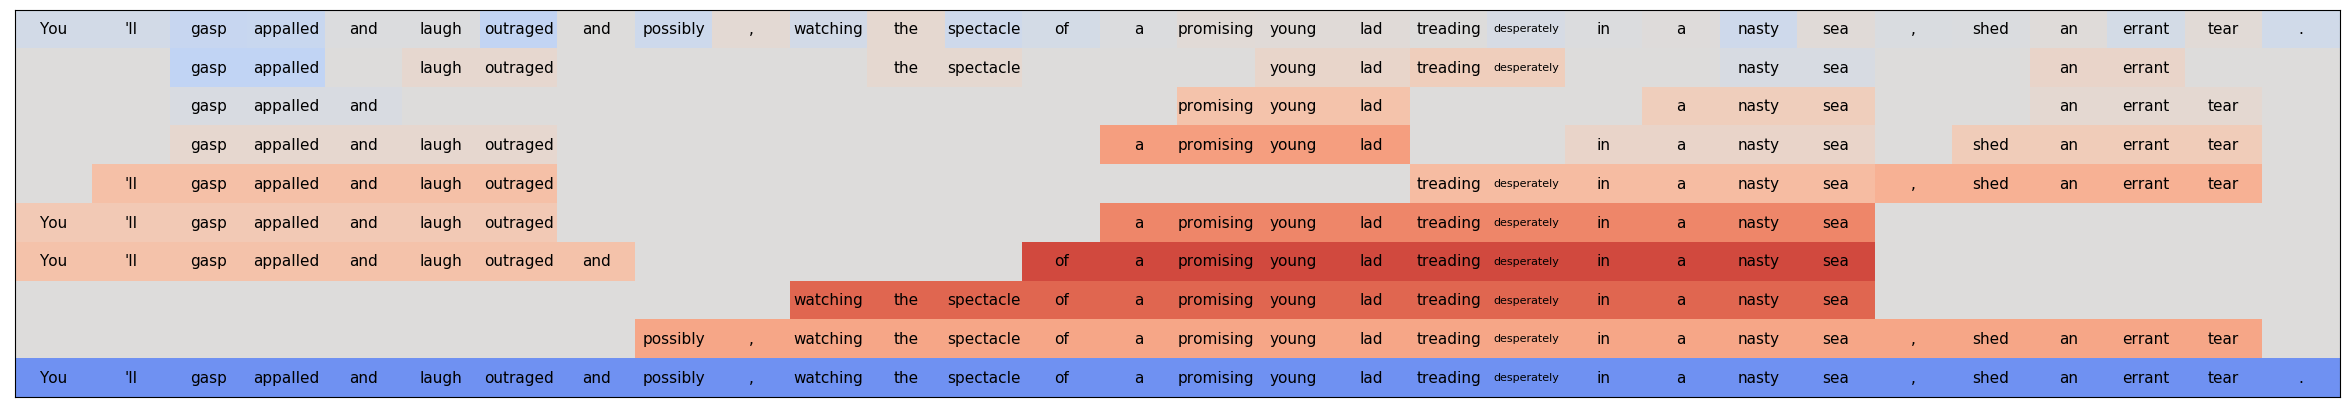 You 'll gasp appalled and laugh outraged and possibly , watching the spectacle of a promising young lad treading desperately in a nasty sea , shed an errant tear .
gasp appalled laugh outraged the spectacle young lad treading desperately nasty sea an errant
gasp appalled and promising young lad a nasty sea an errant tear
gasp appalled and laugh outraged a promising young lad in a nasty sea shed an errant tear
'll gasp appalled and laugh outraged treading desperately in a nasty sea , shed an errant tear
You 'll gasp appalled and laugh outraged a promising young lad treading desperately in a nasty sea
You 'll gasp appalled and laugh outraged and of a promising young lad treading desperately in a nasty sea
watching the spectacle of a promising young lad treading desperately in a nasty sea
possibly , watching the spectacle of a promising young lad treading desperately in a nasty sea , shed an errant tear
You 'll gasp appalled and laugh outraged and possibly , watching the spectacle of a promising young lad treading desperately in a nasty sea , shed an errant tear .